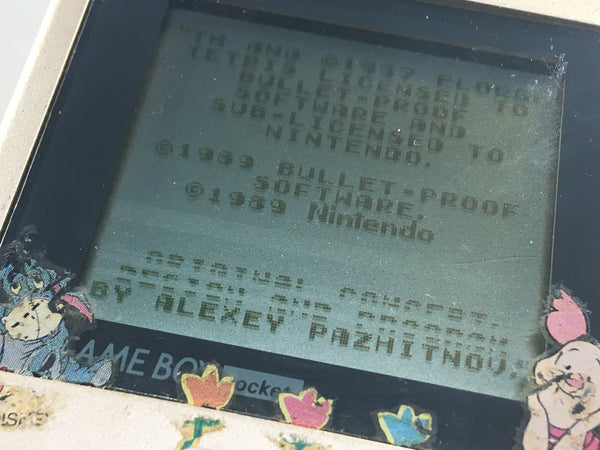 "TM AND ©1987 ELORG,
TETRIS LICENSED TO
BULLET-PROOF
SOFTWARE AND
SUB-LICENSED TO
NINTENDO.
©1989 BULLET-PROOF
SOFTWARE.
©1989 Nintendo
ORIGINAL CONCEPT,
DESIGN AND PROGRAM
BY ALEXEY PAZHITNOV."
GAME BOY pocket